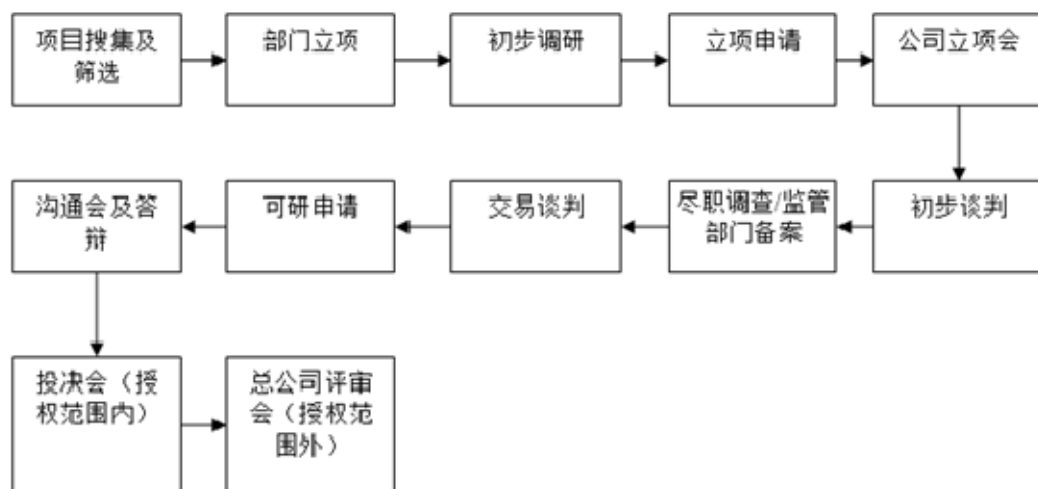 项目搜集及
筛选
部门立项
初步调研
立项申请
公司立项会
沟通会及答
辩
可研申请
交易谈判
尽职调查/监管
部门备案
初步谈判
投决会（授
权范围内）
总公司评审
会（授权范
围外）